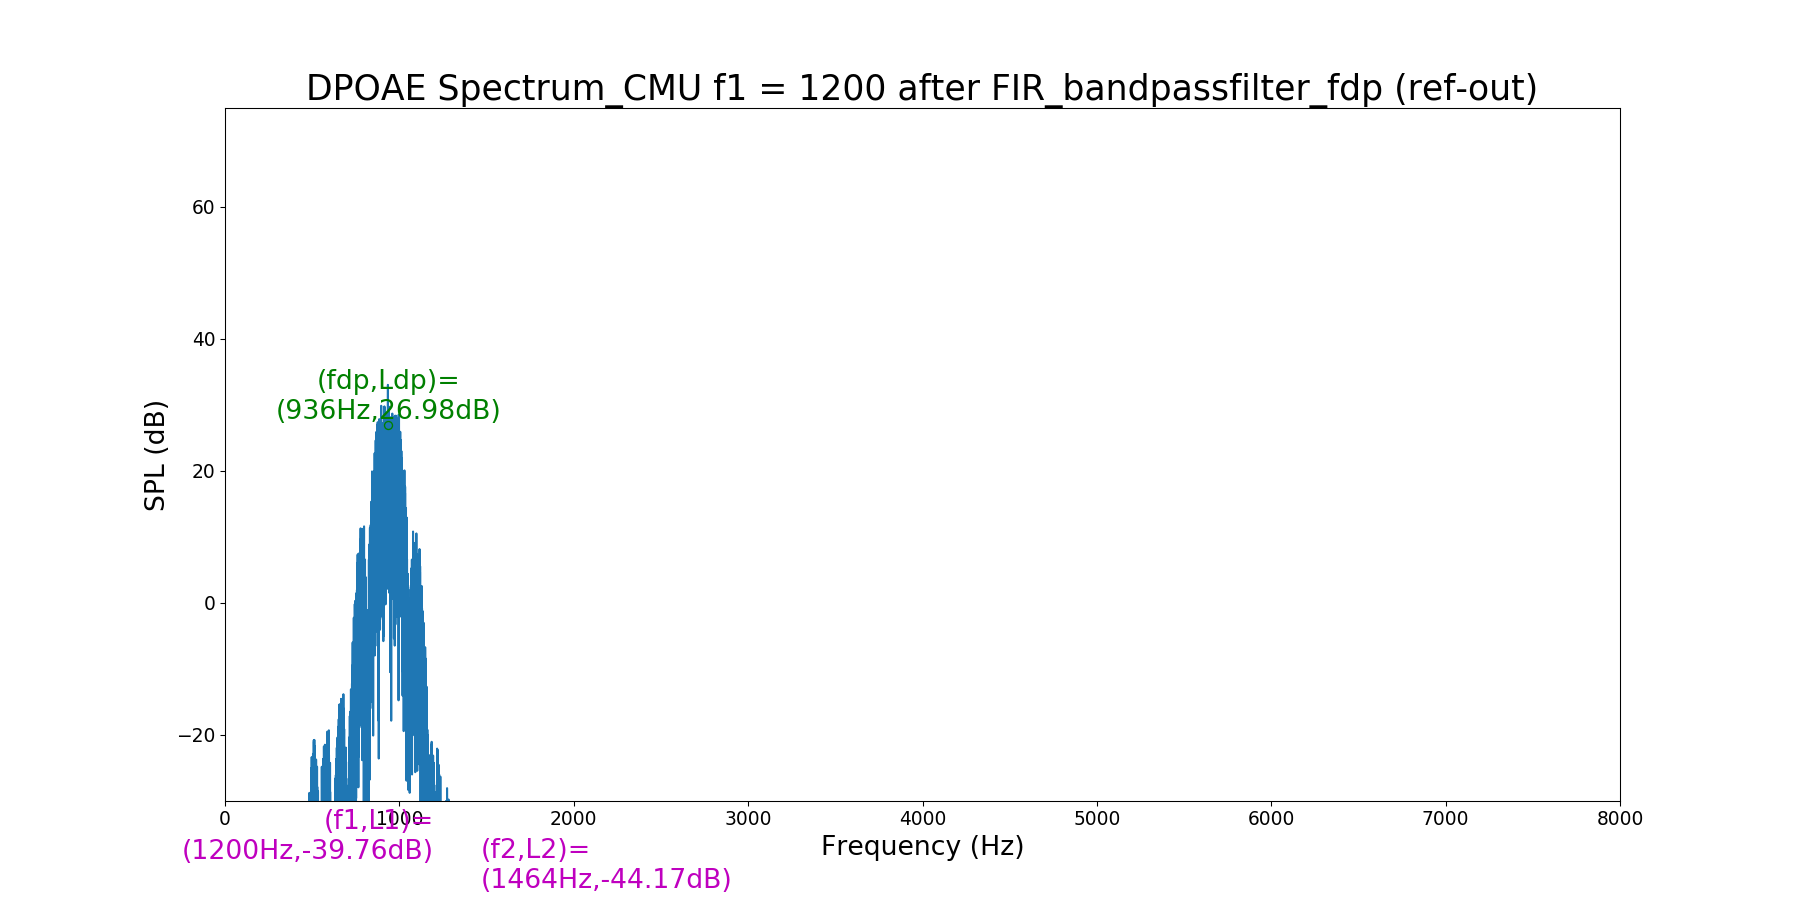 DPOAE Spectrum_CMU f1 = 1200 after FIR_bandpassfilter_fdp (ref-out)
60
40
20
0
−20
SPL (dB)
(fdp,Ldp)=
(936Hz,26.98dB)
0
1000
2000
3000
4000
5000
6000
7000
8000
Frequency (Hz)
(f1,L1)=
(1200Hz,-39.76dB)
(f2,L2)=
(1464Hz,-44.17dB)